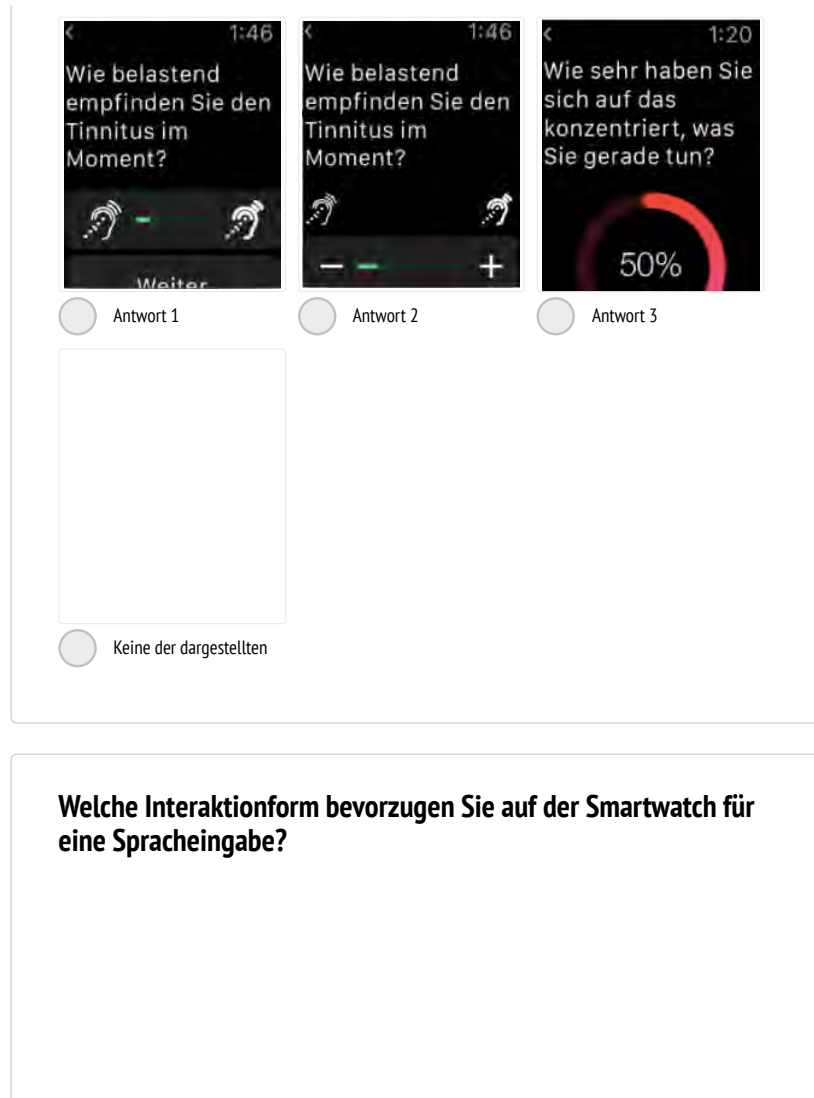 < 1:46
Wie belastend
empfinden Sie den
Tinnitus im
Moment?
Weiter
Antwort 1
< 1:46
Wie belastend
empfinden Sie den
Tinnitus im
Moment?
− +
Antwort 2
< 1:20
Wie sehr haben Sie
sich auf das
konzentriert, was
Sie gerade tun?
50%
Antwort 3
Keine der dargestellten
Welche Interaktionform bevorzugen Sie auf der Smartwatch für
eine Spracheingabe?